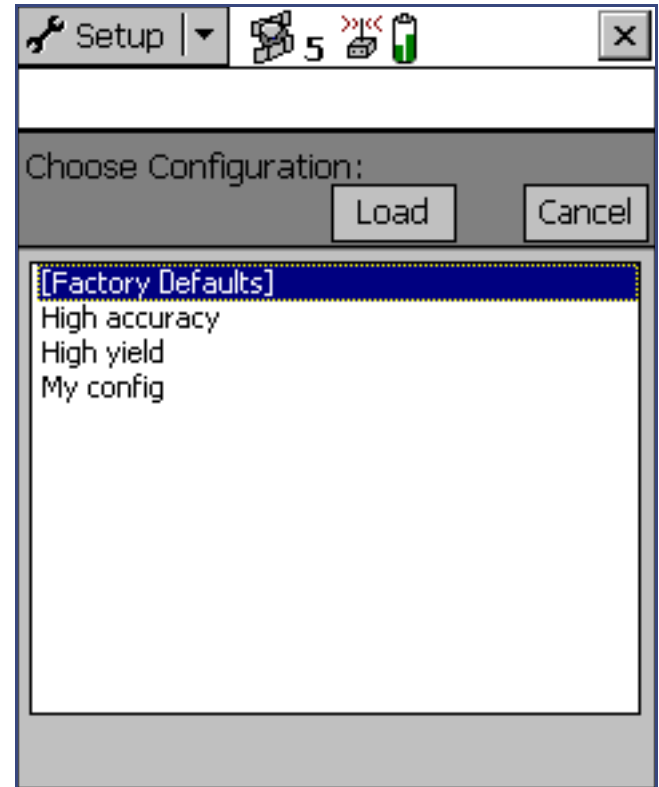 Setup 5
Choose Configuration:
Load Cancel
[Factory Defaults]
High accuracy
High yield
My config